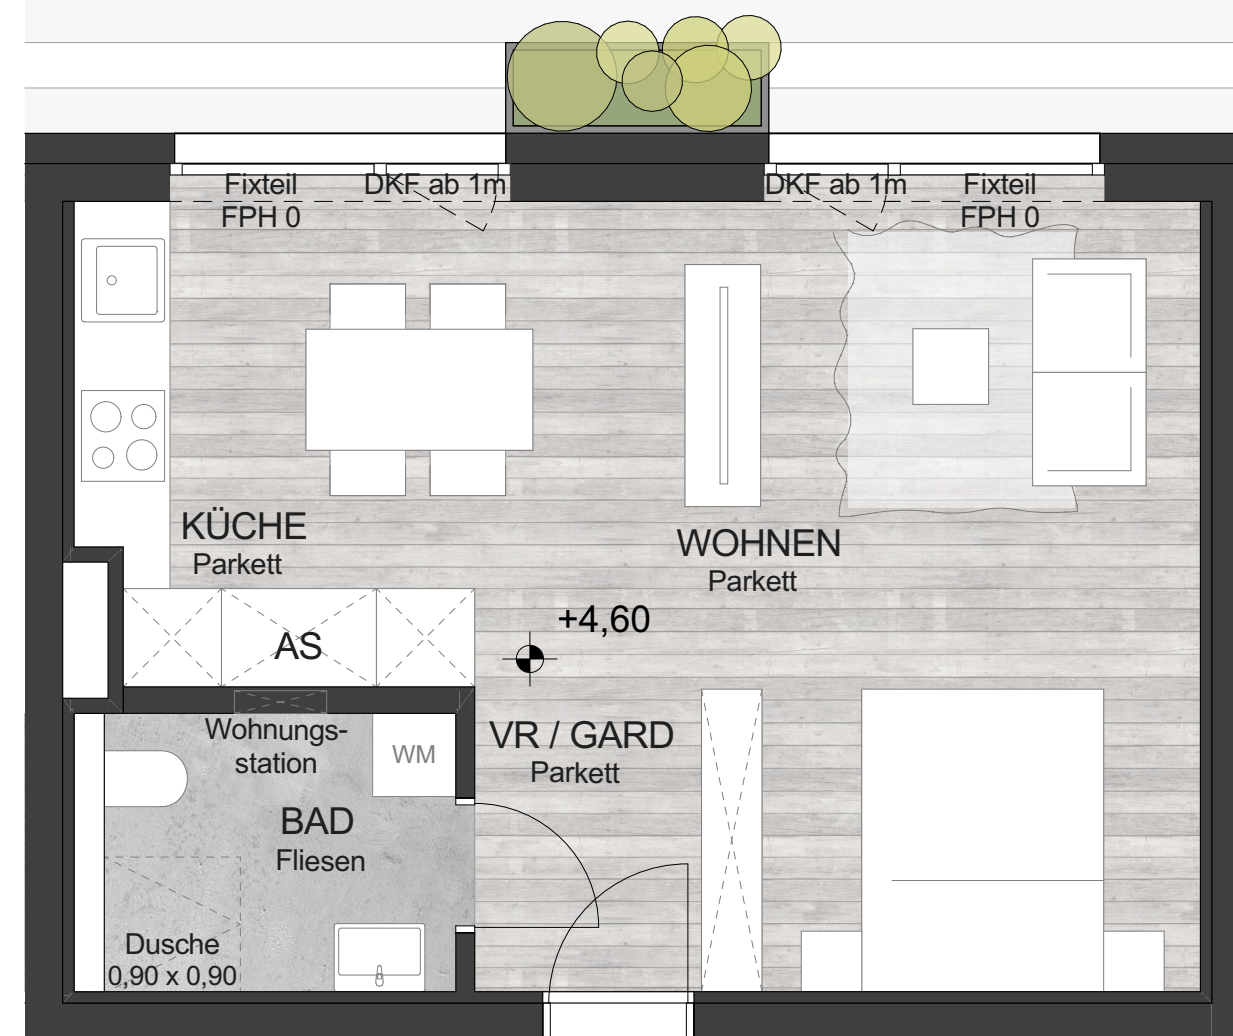 Fixteil
FPH 0
DKF ab 1m
DKF ab 1m
Fixteil
FPH 0
KÜCHE
Parkett
WOHNEN
Parkett
+4,60
AS
Wohnungs-
station
WM
VR / GARD
Parkett
BAD
Fliesen
Dusche
0,90 x 0,90